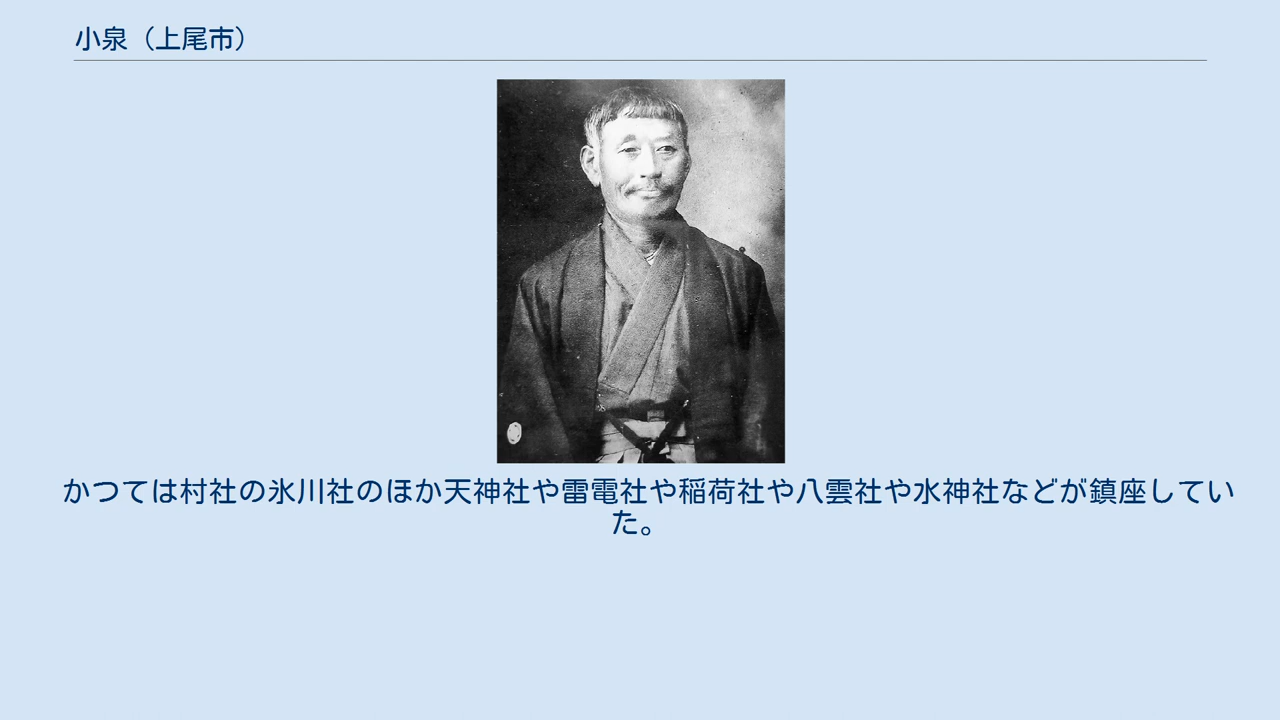 小泉（上尾市）
かつては村社の氷川社のほか天神社や雷電社や稲荷社や八雲社や水神社などが鎮座してい
た。